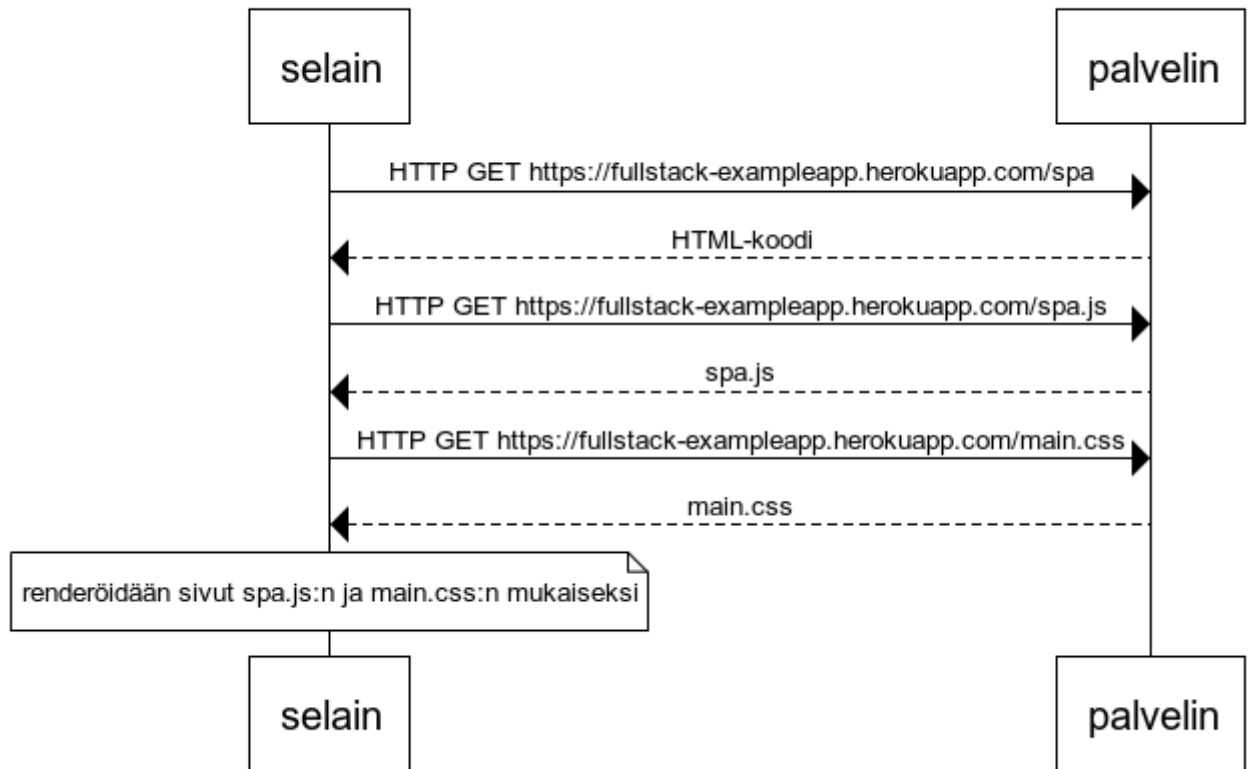 selain
palvelin
HTTP GET https://fullstack-exampleapp.herokuapp.com/spa
HTML-koodi
HTTP GET https://fullstack-exampleapp.herokuapp.com/spa.js
spa.js
HTTP GET https://fullstack-exampleapp.herokuapp.com/main.css
main.css
renderöidään sivut spa.js:n ja main.css:n mukaiseksi
selain
palvelin